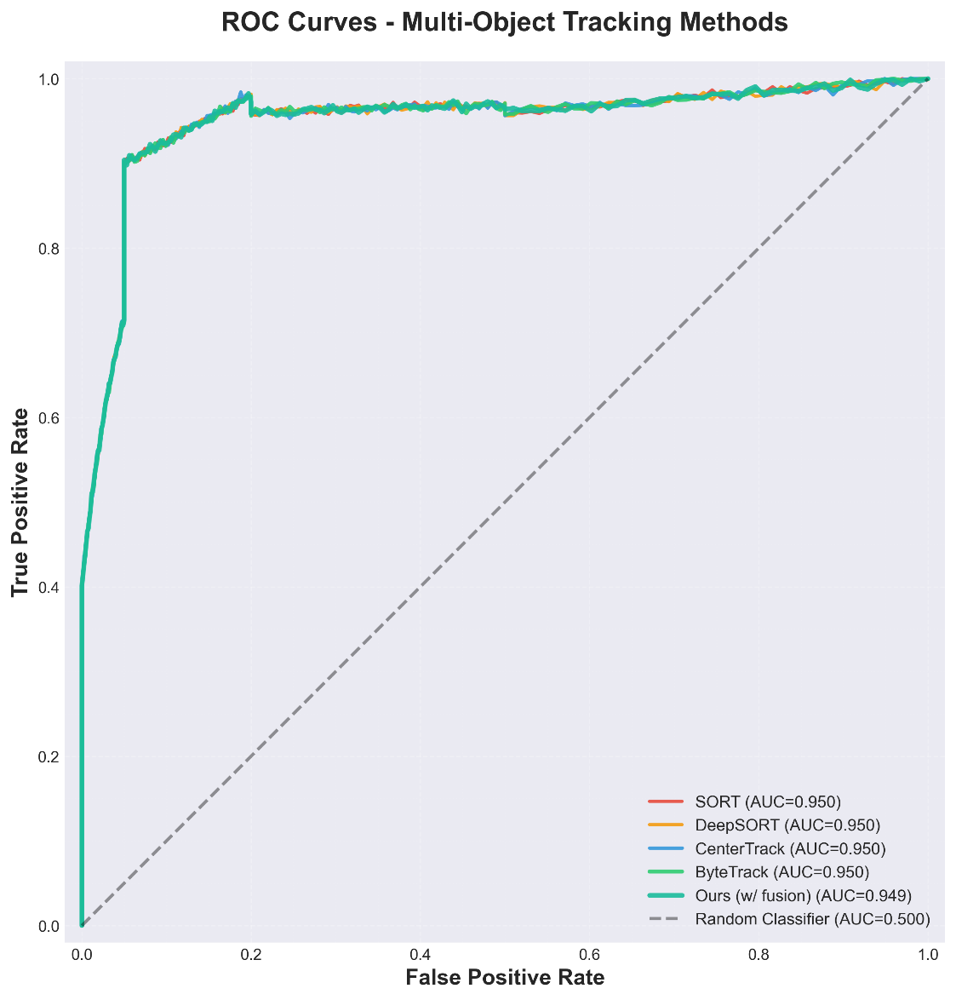 ROC Curves - Multi-Object Tracking Methods
True Positive Rate
1.0
0.8
0.6
0.4
0.2
0.0
0.0 0.2 0.4 0.6 0.8 1.0
False Positive Rate
SORT (AUC=0.950)
DeepSORT (AUC=0.950)
CenterTrack (AUC=0.950)
ByteTrack (AUC=0.950)
Ours (w/ fusion) (AUC=0.949)
Random Classifier (AUC=0.500)